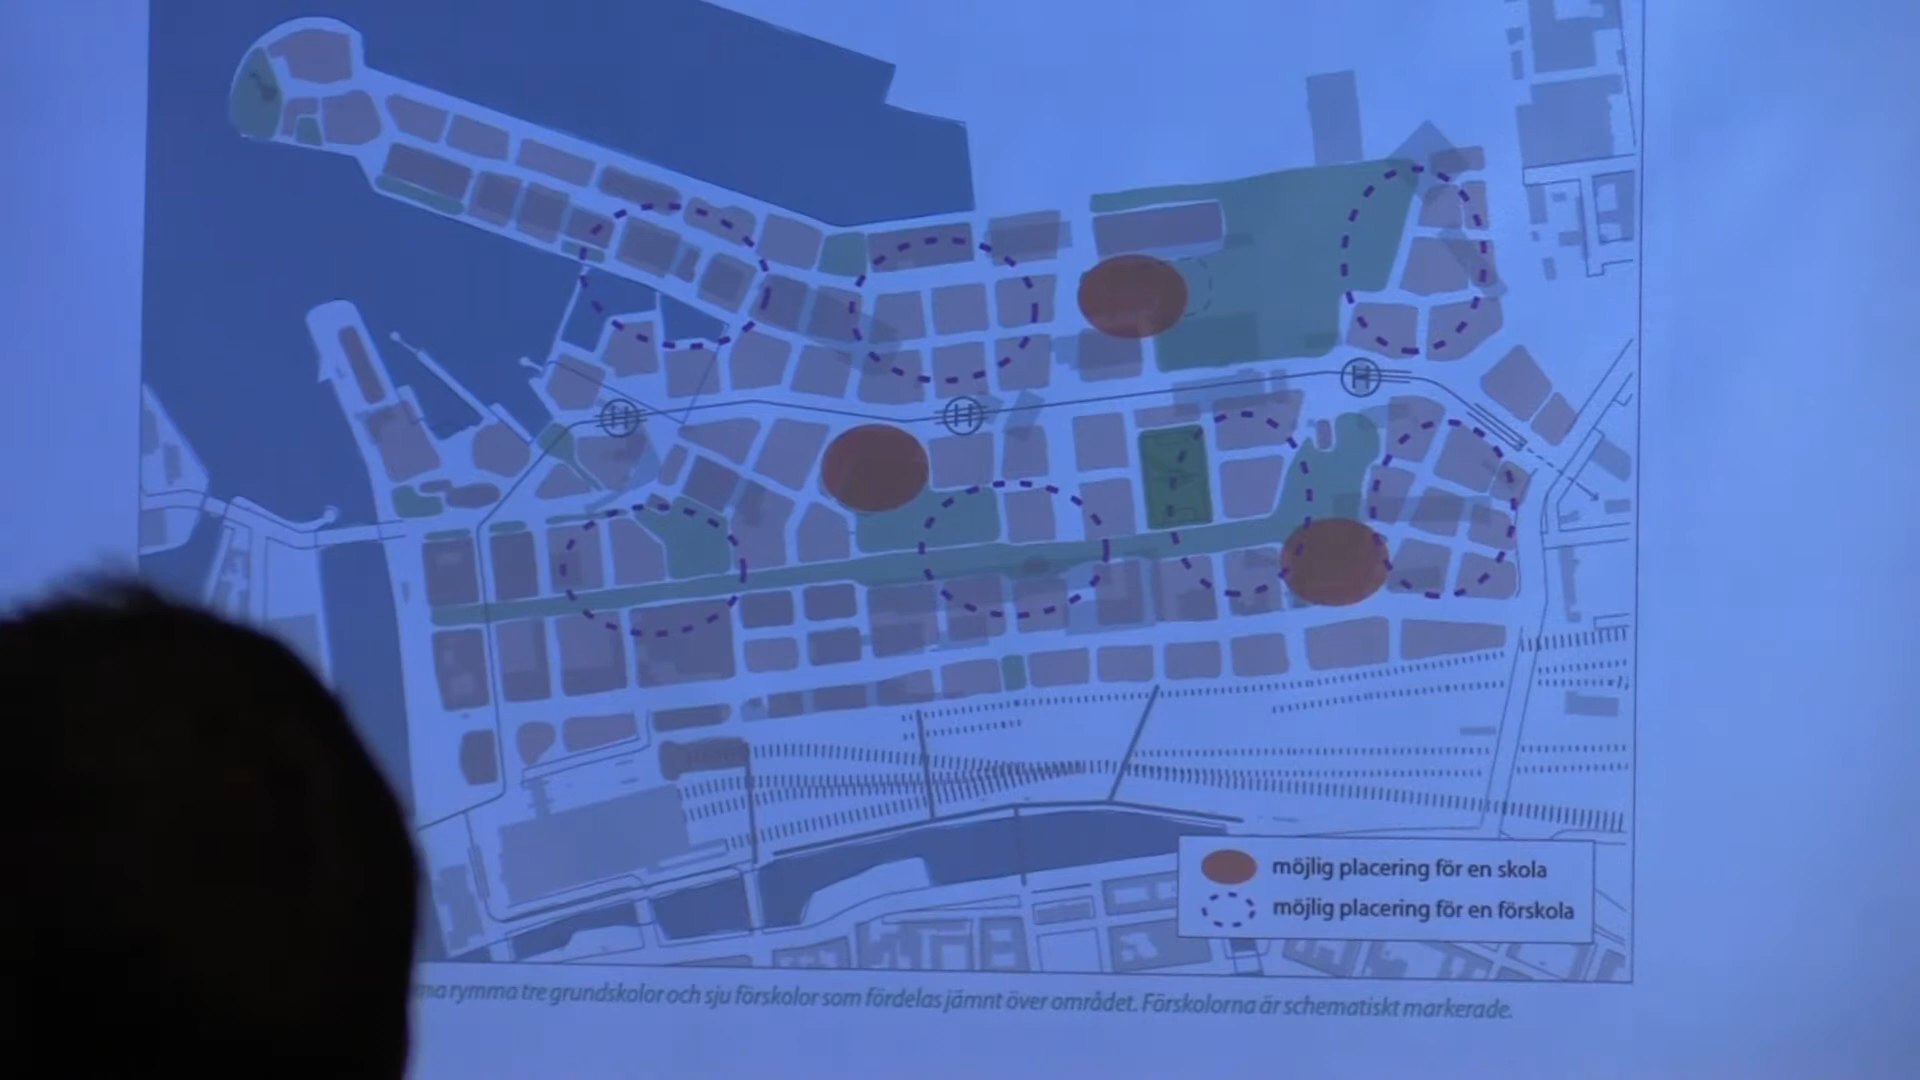 H
H
H
möjlig placering för en skola
möjlig placering för en förskola
rymma tre grundskolor och sju förskolor som fördelas jämnt över området. Förskolorna är schematiskt markerade.